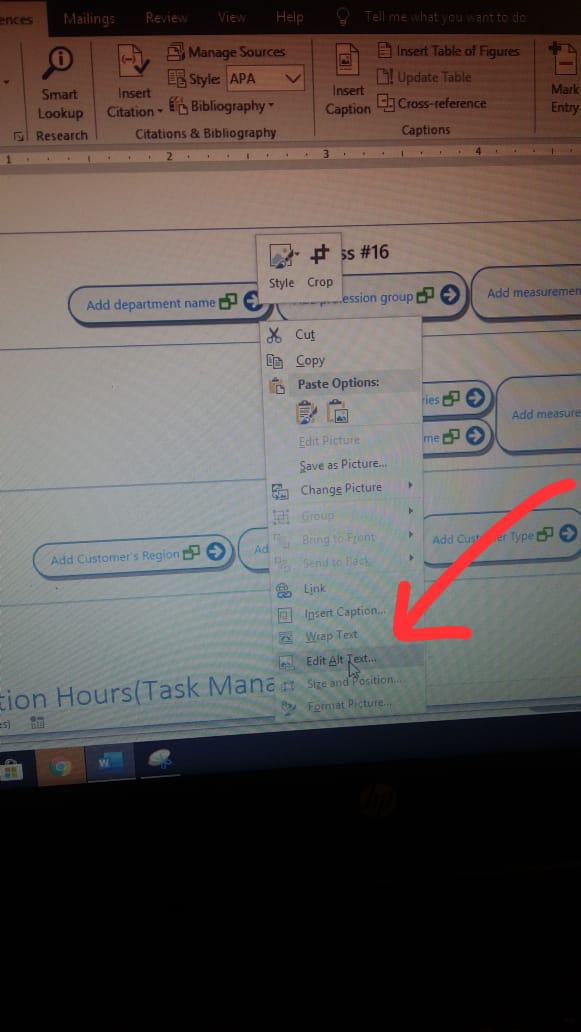 ences Mailings Review View Help Tell me what you want to do
Smart
Lookup
Research
Insert
Citation
Manage Sources
Style: APA
Bibliography
Citations & Bibliography
Insert
Caption
Insert Table of Figures
Update Table
Cross-reference
Captions
Mark
Entry
1 2 3 4
ss #16
Style Crop
Add department name
ession group
Add measuremen
Cut
Copy
Paste Options:
ries
Add measure
me
Edit Picture
Save as Picture...
Change Picture
Group
Bring to Front
Send to Back
Add Customer's Region
Ad
Add Cust er Type
Link
Insert Caption...
Wrap Text
Edit Alt Text...
Size and Position...
Format Picture...
tion Hours(Task Mana
es)
W
hp